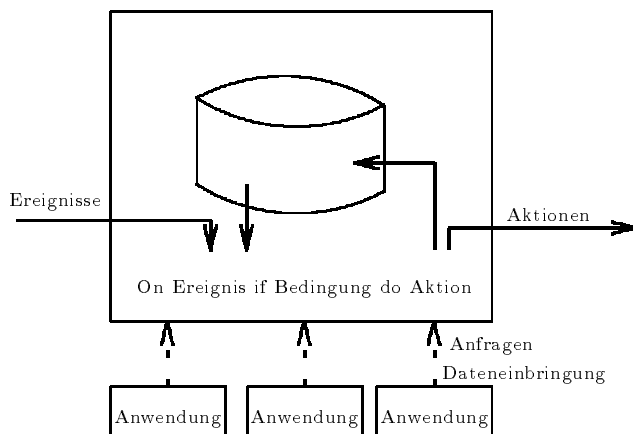 Ereignisse
Aktionen
On Ereignis if Bedingung do Aktion
Anfragen
Dateneinbringung
Anwendung
Anwendung
Anwendung